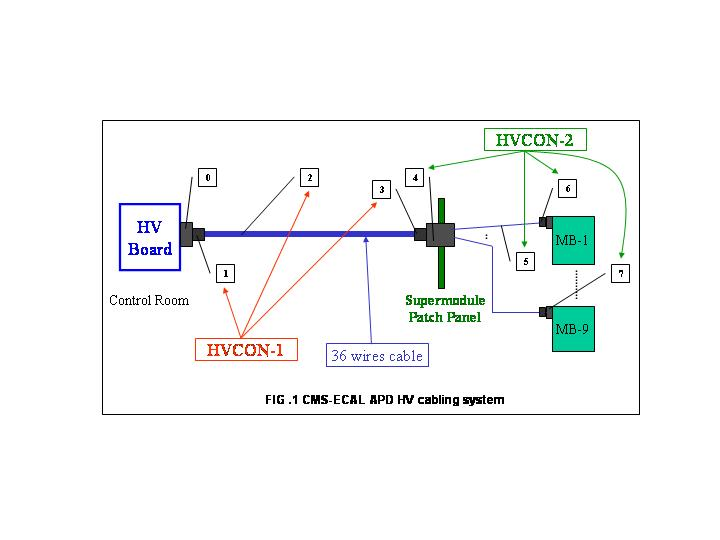 HVCON-2
0
2
3
4
6
HV
Board
MB-1
5
1
7
Control Room
Supermodule
Patch Panel
MB-9
HVCON-1
36 wires cable
FIG .1 CMS-ECAL APD HV cabling system